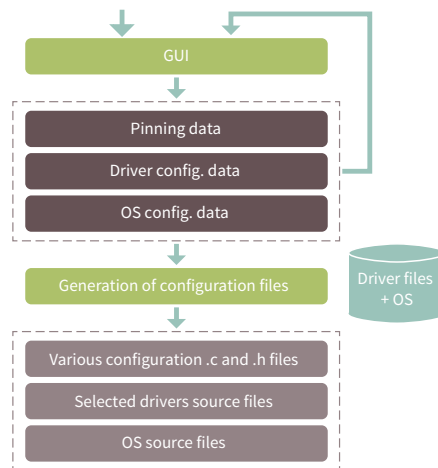 GUI
Pinning data
Driver config. data
OS config. data
Generation of configuration files
Driver files
+ OS
Various configuration .c and .h files
Selected drivers source files
OS source files